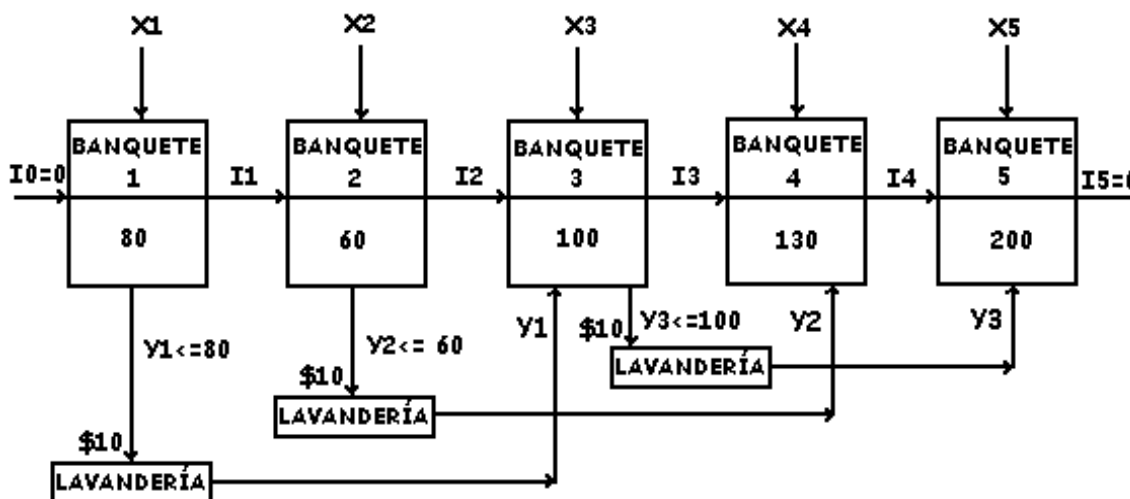 X1
X2
X3
X4
X5
BANQUETE
1
BANQUETE
2
BANQUETE
3
BANQUETE
4
BANQUETE
5
I0=0
I1
I2
I3
I4
I5=0
80
60
100
130
200
Y1<=80
Y2<= 60
Y1
$10
Y3<=100
Y2
Y3
LAVANDERÍA
$10
LAVANDERÍA
$10
LAVANDERÍA